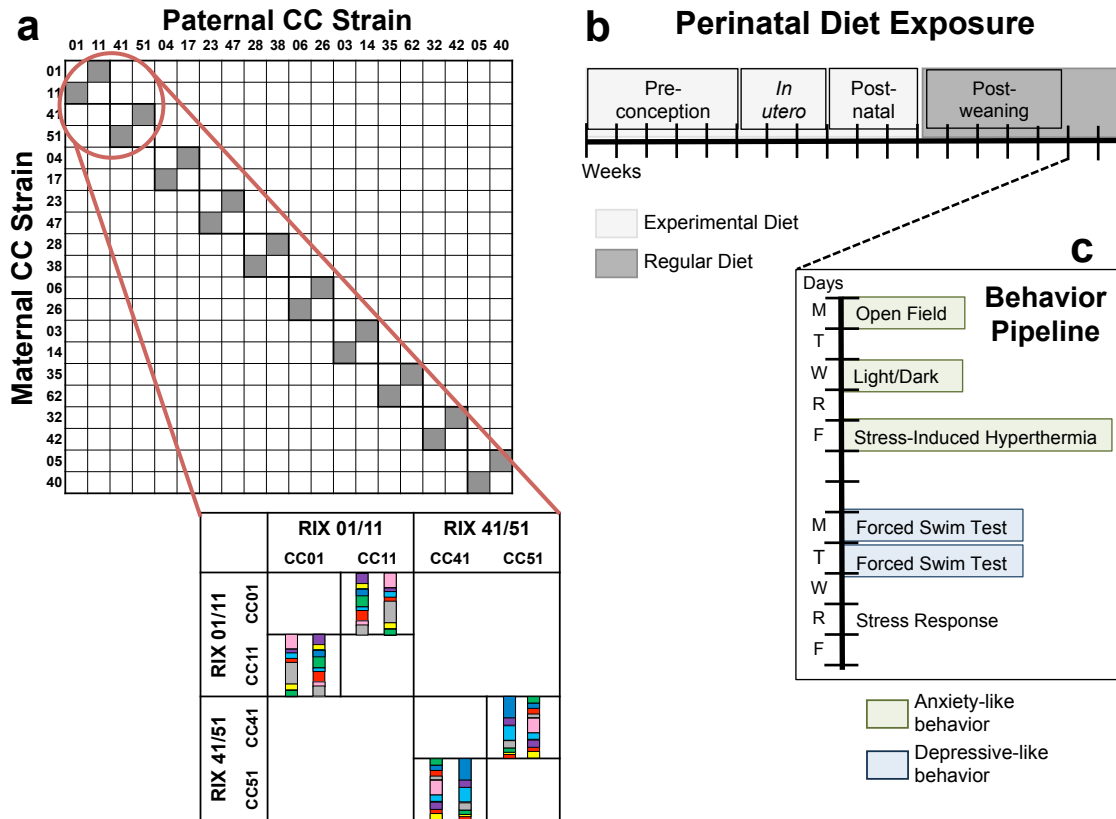 a
Paternal CC Strain
01 11 41 51 04 17 23 47 28 38 06 26 03 14 35 62 32 42 05 40
Maternal CC Strain
01
11
41
51
04
17
23
47
28
38
06
26
03
14
35
62
32
42
05
40
RIX 01/11
RIX 41/51
CC01
CC11
CC41
CC51
RIX 01/11
CC01
CC11
RIX 41/51
CC41
CC51
b
Perinatal Diet Exposure
Pre-
conception
In
utero
Post-
natal
Post-
weaning
Weeks
Experimental Diet
Regular Diet
c
Behavior
Pipeline
Days
M
Open Field
T
W
Light/Dark
R
F
Stress-Induced Hyperthermia
M
Forced Swim Test
T
Forced Swim Test
W
R
Stress Response
F
Anxiety-like
behavior
Depressive-like
behavior